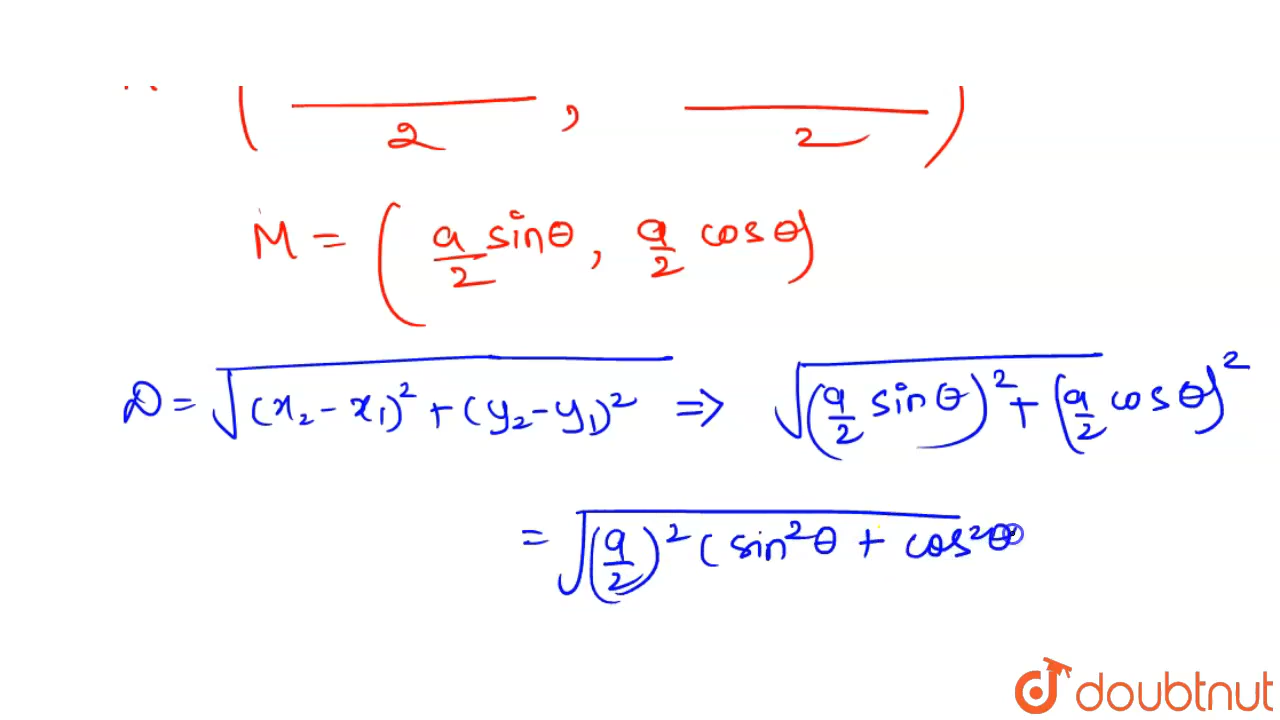 ( — / 2 , — / 2 )
M = ( a/2 sinθ , a/2 cosθ )
D = √(x₂ - x₁)² + (y₂ - y₁)² ⇒ √(a/2 sinθ)² + (a/2 cosθ)²
= √(a/2)² (sin²θ + cos²θ
doubtnut